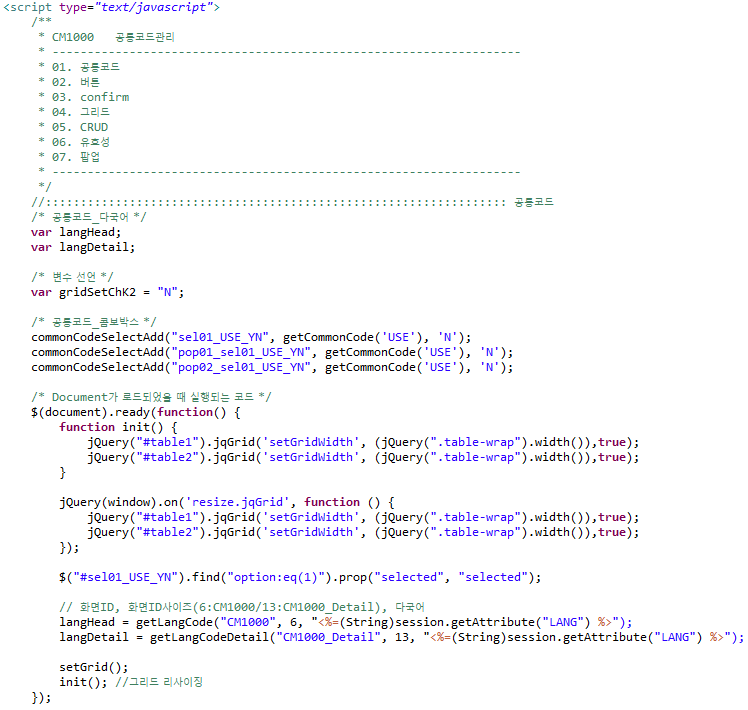 <script type="text/javascript">
    /**
     * CM1000   공통코드관리
     * --------------------------------------------------------------------
     * 01. 공통코드
     * 02. 버튼
     * 03. confirm
     * 04. 그리드
     * 05. CRUD
     * 06. 유효성
     * 07. 팝업
     * --------------------------------------------------------------------
     */
    //::::::::::::::::::::::::::::::::::::::::::::::::::::::::::::::::::: 공통코드
    /* 공통코드_다국어 */
    var langHead;
    var langDetail;

    /* 변수 선언 */
    var gridSetChK2 = "N";

    /* 공통코드_콤보박스 */
    commonCodeSelectAdd("sel01_USE_YN", getCommonCode('USE'), 'N');
    commonCodeSelectAdd("pop01_sel01_USE_YN", getCommonCode('USE'), 'N');
    commonCodeSelectAdd("pop02_sel01_USE_YN", getCommonCode('USE'), 'N');

    /* Document가 로드되었을 때 실행되는 코드 */
    $(document).ready(function() {
        function init() {
            jQuery("#table1").jqGrid('setGridWidth', (jQuery(".table-wrap").width()),true);
            jQuery("#table2").jqGrid('setGridWidth', (jQuery(".table-wrap").width()),true);
        }

        jQuery(window).on('resize.jqGrid', function () {
            jQuery("#table1").jqGrid('setGridWidth', (jQuery(".table-wrap").width()),true);
            jQuery("#table2").jqGrid('setGridWidth', (jQuery(".table-wrap").width()),true);
        });

        $("#sel01_USE_YN").find("option:eq(1)").prop("selected", "selected");

        // 화면ID, 화면ID사이즈(6:CM1000/13:CM1000_Detail), 다국어
        langHead = getLangCode("CM1000", 6, "<%=(String)session.getAttribute("LANG") %>");
        langDetail = getLangCodeDetail("CM1000_Detail", 13, "<%=(String)session.getAttribute("LANG") %>");

        setGrid();
        init(); //그리드 리사이징
    });